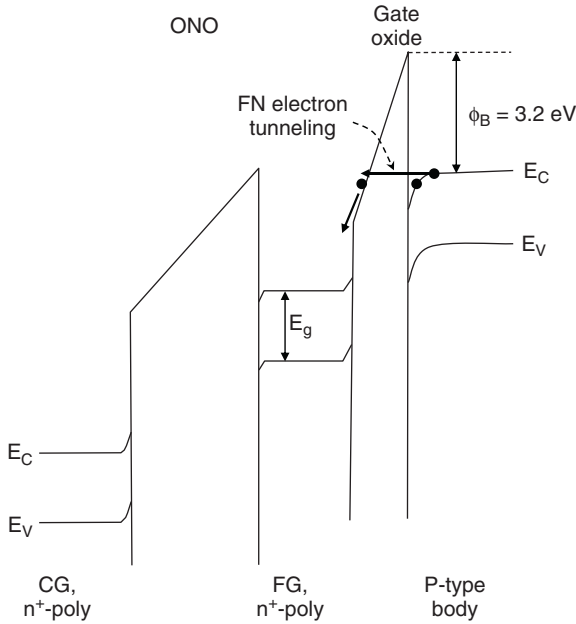 ONO
Gate
oxide
FN electron
tunneling
ϕB = 3.2 eV
EC
EV
Eg
EC
EV
CG,
n+-poly
FG,
n+-poly
P-type
body